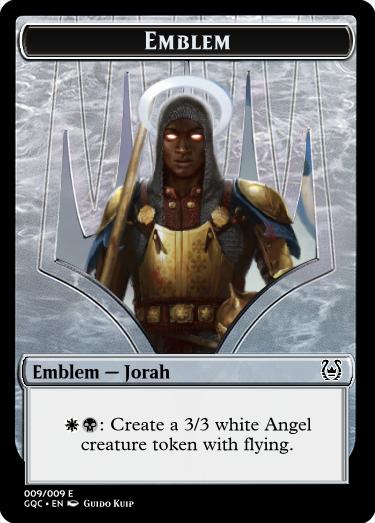 EMBLEM
Emblem — Jorah
: Create a 3/3 white Angel
creature token with flying.
009/009 E
GQC • EN GUIDO KUIP